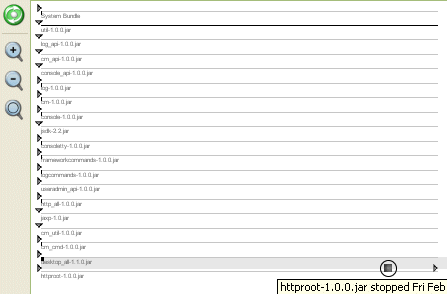 System Bundle
util-1.0.0.jar
log_api-1.0.0.jar
cm_api-1.0.0.jar
console_api-1.0.0.jar
log-1.0.0.jar
cm-1.0.0.jar
console-1.0.0.jar
jsdk-2.2.jar
consoletty-1.0.0.jar
frameworkcommands-1.0.0.jar
logcommands-1.0.0.jar
useradmin_api-1.0.0.jar
http_all-1.0.0.jar
jaxp-1.0.jar
cm_util-1.0.0.jar
cm_cmd-1.0.0.jar
desktop_all-1.1.0.jar
httproot-1.0.0.jar
httproot-1.0.0.jar stopped Fri Feb